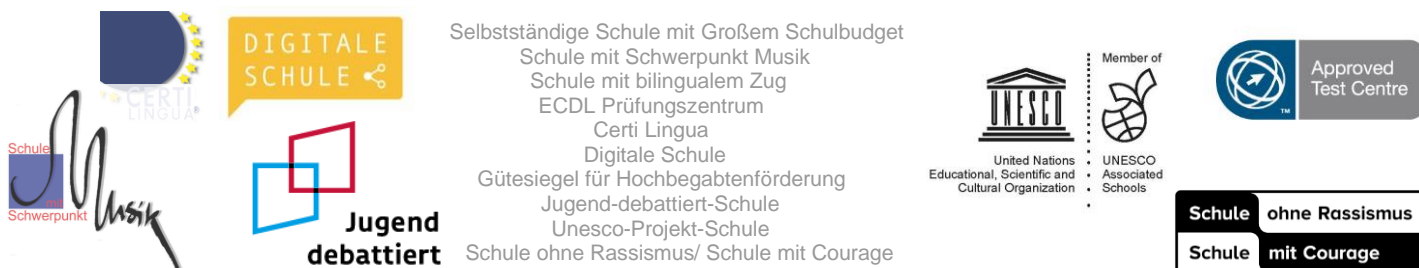 CERTI
LINGUA®
DIGITALE
SCHULE
Schule
Musik
mit
Schwerpunkt
Jugend
debattiert
Selbstständige Schule mit Großem Schulbudget
Schule mit Schwerpunkt Musik
Schule mit bilingualem Zug
ECDL Prüfungszentrum
Certi Lingua
Digitale Schule
Gütesiegel für Hochbegabtenförderung
Jugend-debattiert-Schule
Unesco-Projekt-Schule
Schule ohne Rassismus/ Schule mit Courage
UNESCO
United Nations
Educational, Scientific and
Cultural Organization
Member of
UNESCO
Associated
Schools
Approved
Test Centre
TM
Schule ohne Rassismus
Schule mit Courage